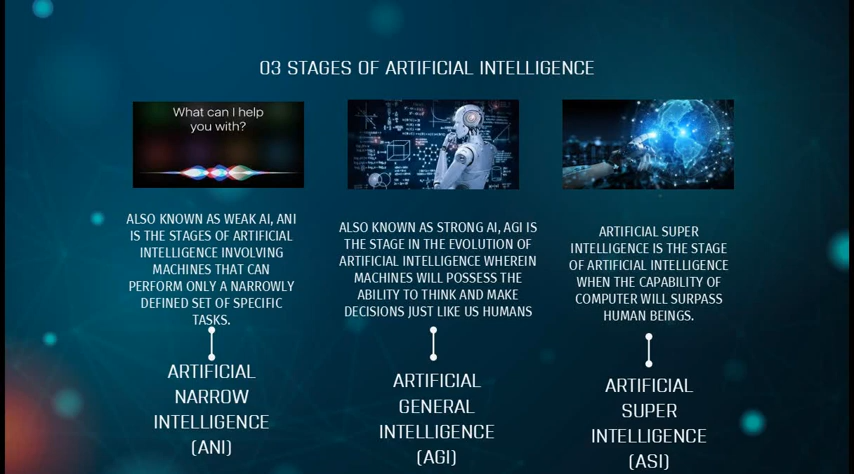 03 STAGES OF ARTIFICIAL INTELLIGENCE
What can I help
you with?
ALSO KNOWN AS WEAK AI, ANI
IS THE STAGES OF ARTIFICIAL
INTELLIGENCE INVOLVING
MACHINES THAT CAN
PERFORM ONLY A NARROWLY
DEFINED SET OF SPECIFIC
TASKS.
ARTIFICIAL
NARROW
INTELLIGENCE
(ANI)
ALSO KNOWN AS STRONG AI, AGI IS
THE STAGE IN THE EVOLUTION OF
ARTIFICIAL INTELLIGENCE WHEREIN
MACHINES WILL POSSESS THE
ABILITY TO THINK AND MAKE
DECISIONS JUST LIKE US HUMANS
ARTIFICIAL
GENERAL
INTELLIGENCE
(AGI)
ARTIFICIAL SUPER
INTELLIGENCE IS THE STAGE
OF ARTIFICIAL INTELLIGENCE
WHEN THE CAPABILITY OF
COMPUTER WILL SURPASS
HUMAN BEINGS.
ARTIFICIAL
SUPER
INTELLIGENCE
(ASI)